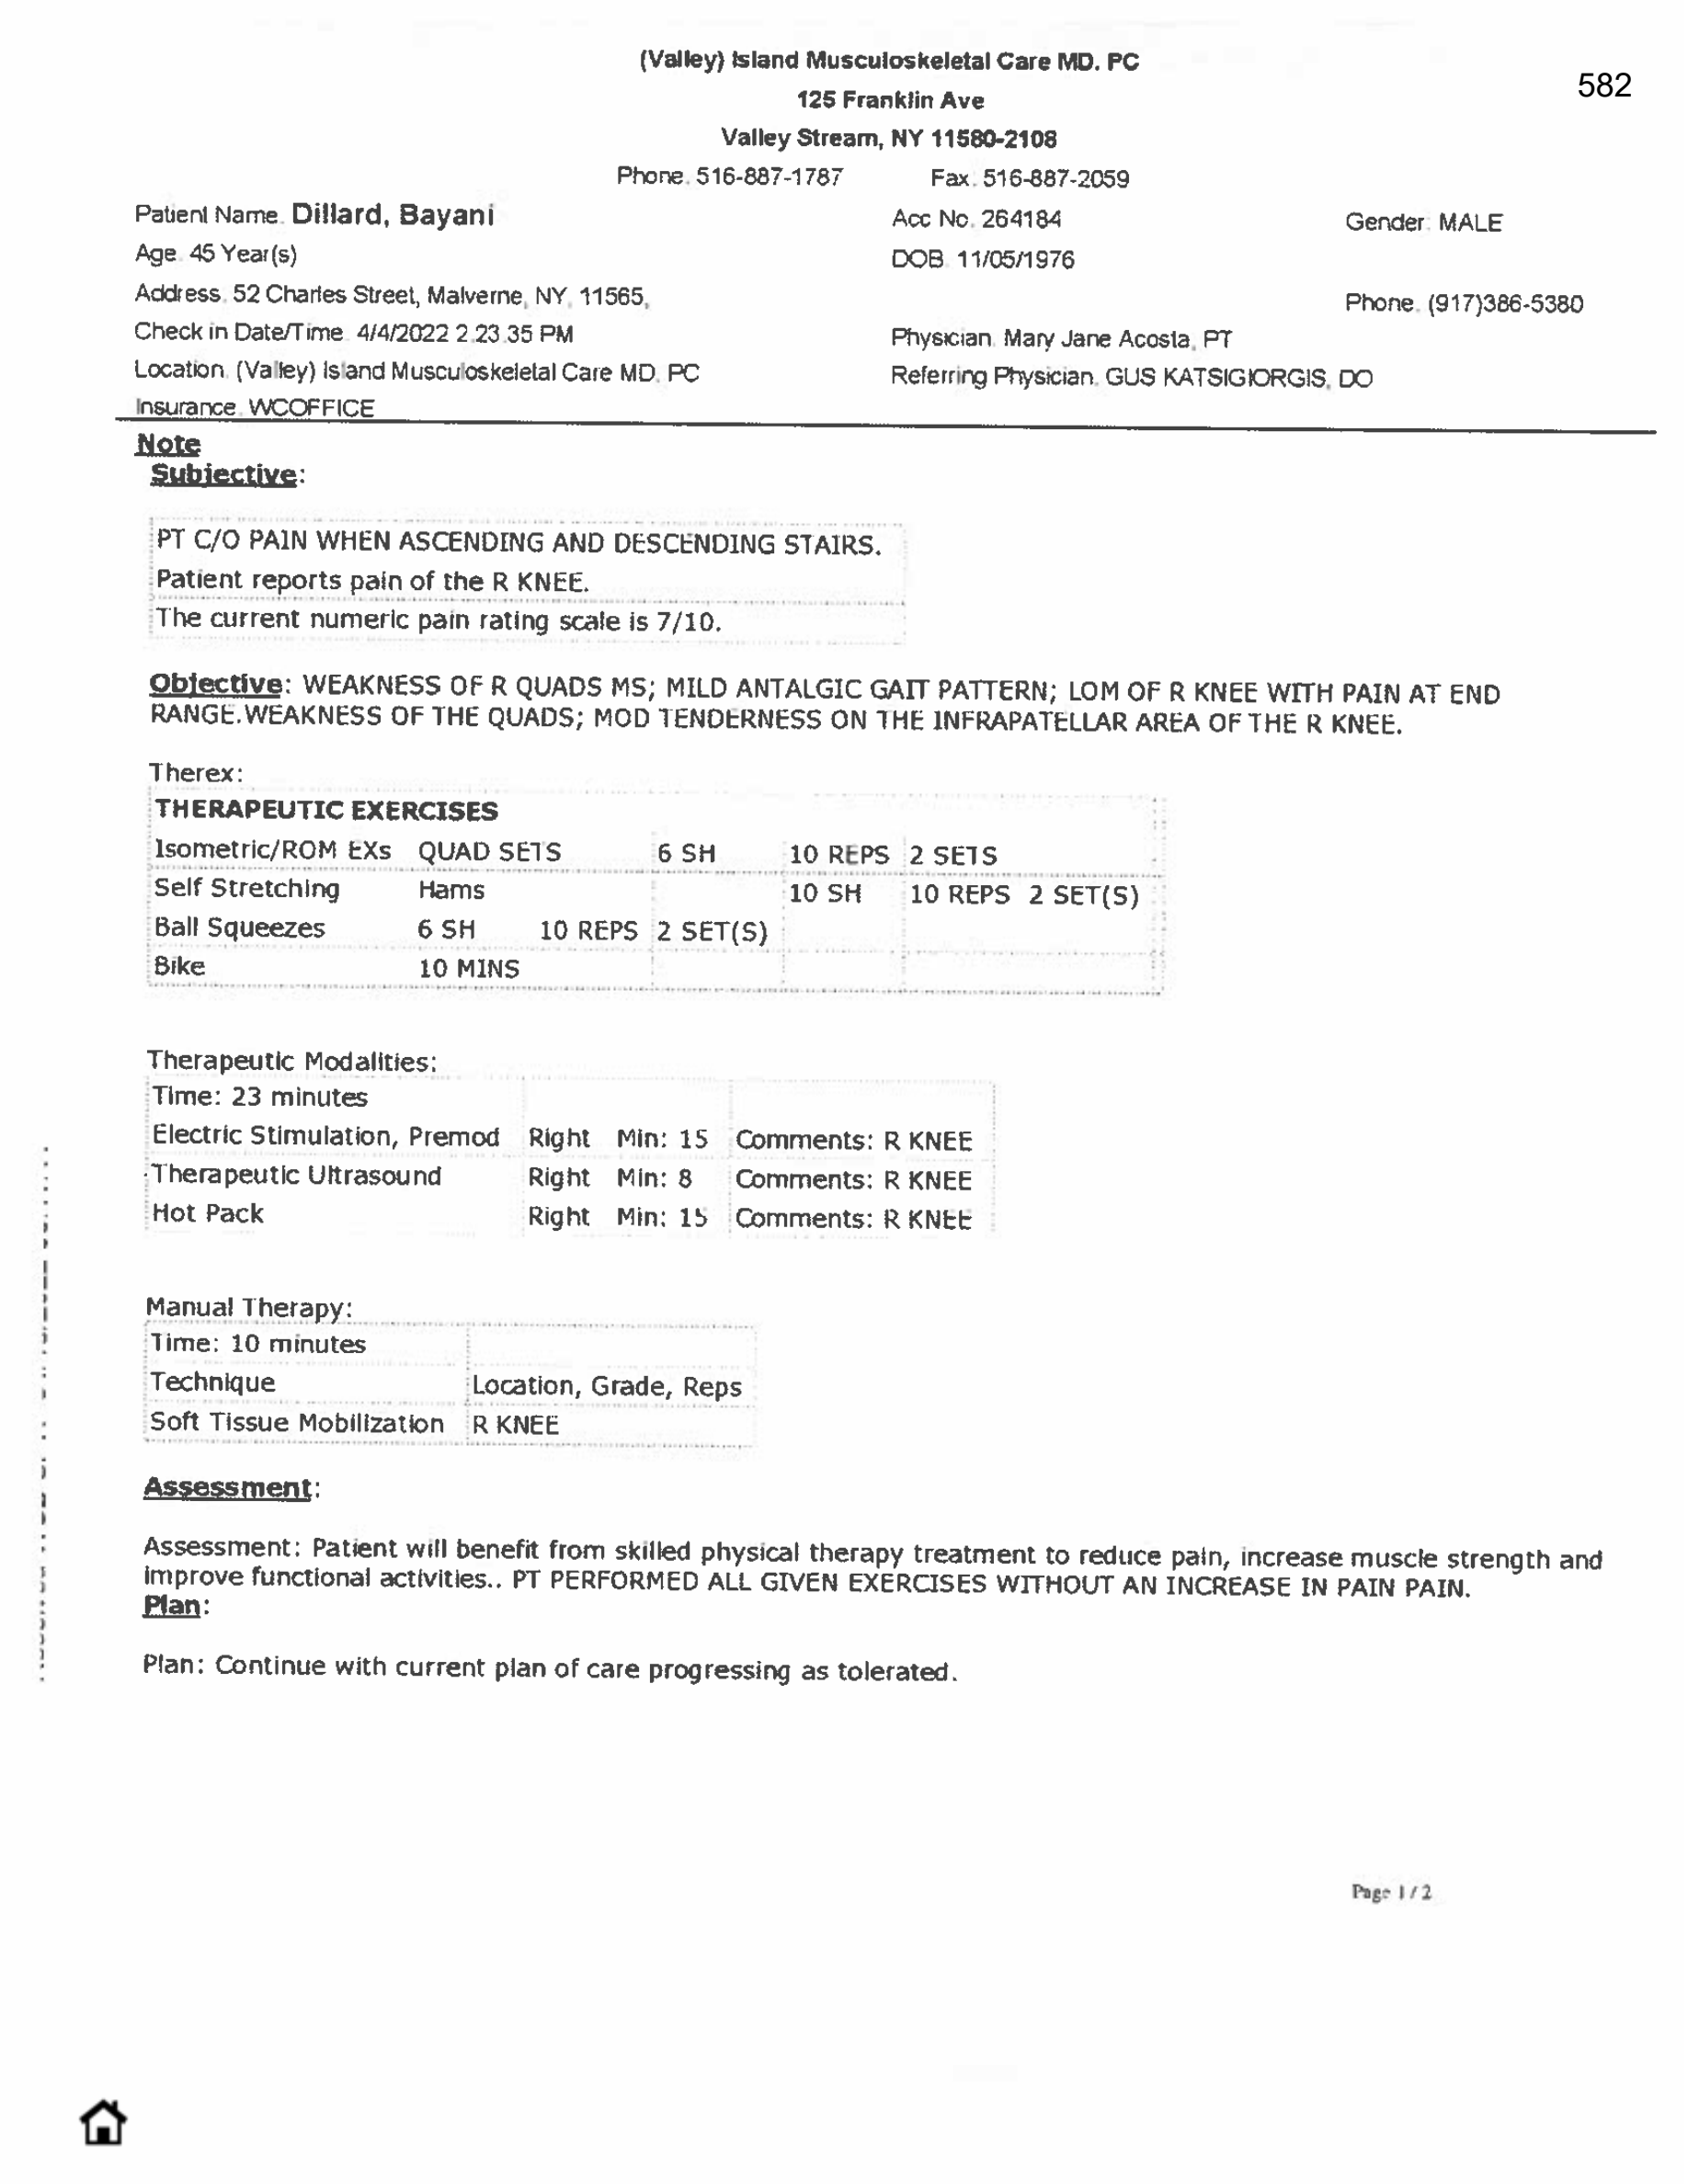 (Valley) Island Musculoskeletal Care MD. PC
582
125 Franklin Ave
Valley Stream, NY 11580-2108
Phone. 516-887-1787 Fax. 516-887-2059
Patient Name. Dillard, Bayani Acc No. 264184 Gender: MALE
Age. 45 Year(s) DOB. 11/05/1976
Address. 52 Charles Street, Malverne, NY, 11565, Phone. (917)386-5380
Check in Date/Time. 4/4/2022 2.23.35 PM Physician. Mary Jane Acosta, PT
Location. (Valley) Island Musculoskeletal Care MD. PC Referring Physician. GUS KATSIGIORGIS, DO
Insurance. WCOFFICE
Note
Subjective:
PT C/O PAIN WHEN ASCENDING AND DESCENDING STAIRS.
Patient reports pain of the R KNEE.
The current numeric pain rating scale is 7/10.
Objective: WEAKNESS OF R QUADS MS; MILD ANTALGIC GAIT PATTERN; LOM OF R KNEE WITH PAIN AT END
RANGE.WEAKNESS OF THE QUADS; MOD TENDERNESS ON THE INFRAPATELLAR AREA OF THE R KNEE.
Therex:
THERAPEUTIC EXERCISES
Isometric/ROM EXs QUAD SETS 6 SH 10 REPS 2 SETS
Self Stretching Hams 10 SH 10 REPS 2 SET(S)
Ball Squeezes 6 SH 10 REPS 2 SET(S)
Bike 10 MINS
Therapeutic Modalities:
Time: 23 minutes
Electric Stimulation, Premod Right Min: 15 Comments: R KNEE
Therapeutic Ultrasound Right Min: 8 Comments: R KNEE
Hot Pack Right Min: 15 Comments: R KNEE
Manual Therapy:
Time: 10 minutes
Technique Location, Grade, Reps
Soft Tissue Mobilization R KNEE
Assessment:
Assessment: Patient will benefit from skilled physical therapy treatment to reduce pain, increase muscle strength and
improve functional activities.. PT PERFORMED ALL GIVEN EXERCISES WITHOUT AN INCREASE IN PAIN PAIN.
Plan:
Plan: Continue with current plan of care progressing as tolerated.
Page 1 / 2